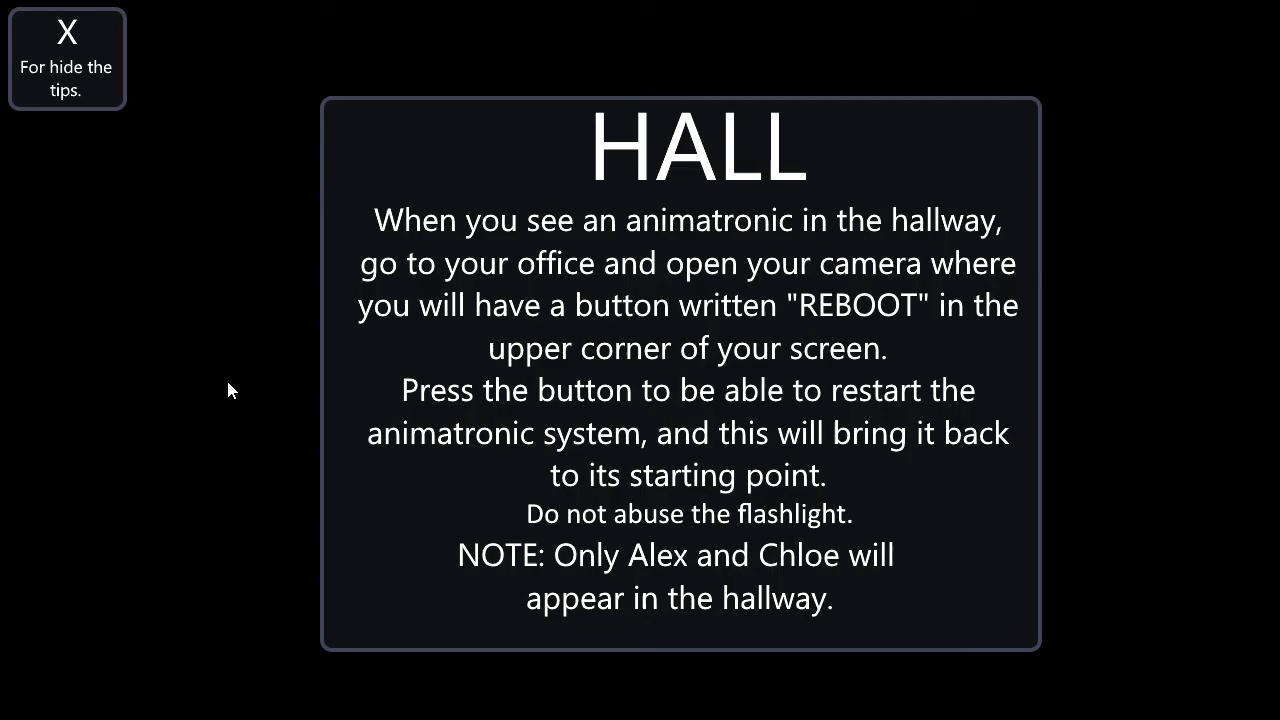 X
For hide the
tips.
HALL
When you see an animatronic in the hallway,
go to your office and open your camera where
you will have a button written "REBOOT" in the
upper corner of your screen.
Press the button to be able to restart the
animatronic system, and this will bring it back
to its starting point.
Do not abuse the flashlight.
NOTE: Only Alex and Chloe will
appear in the hallway.